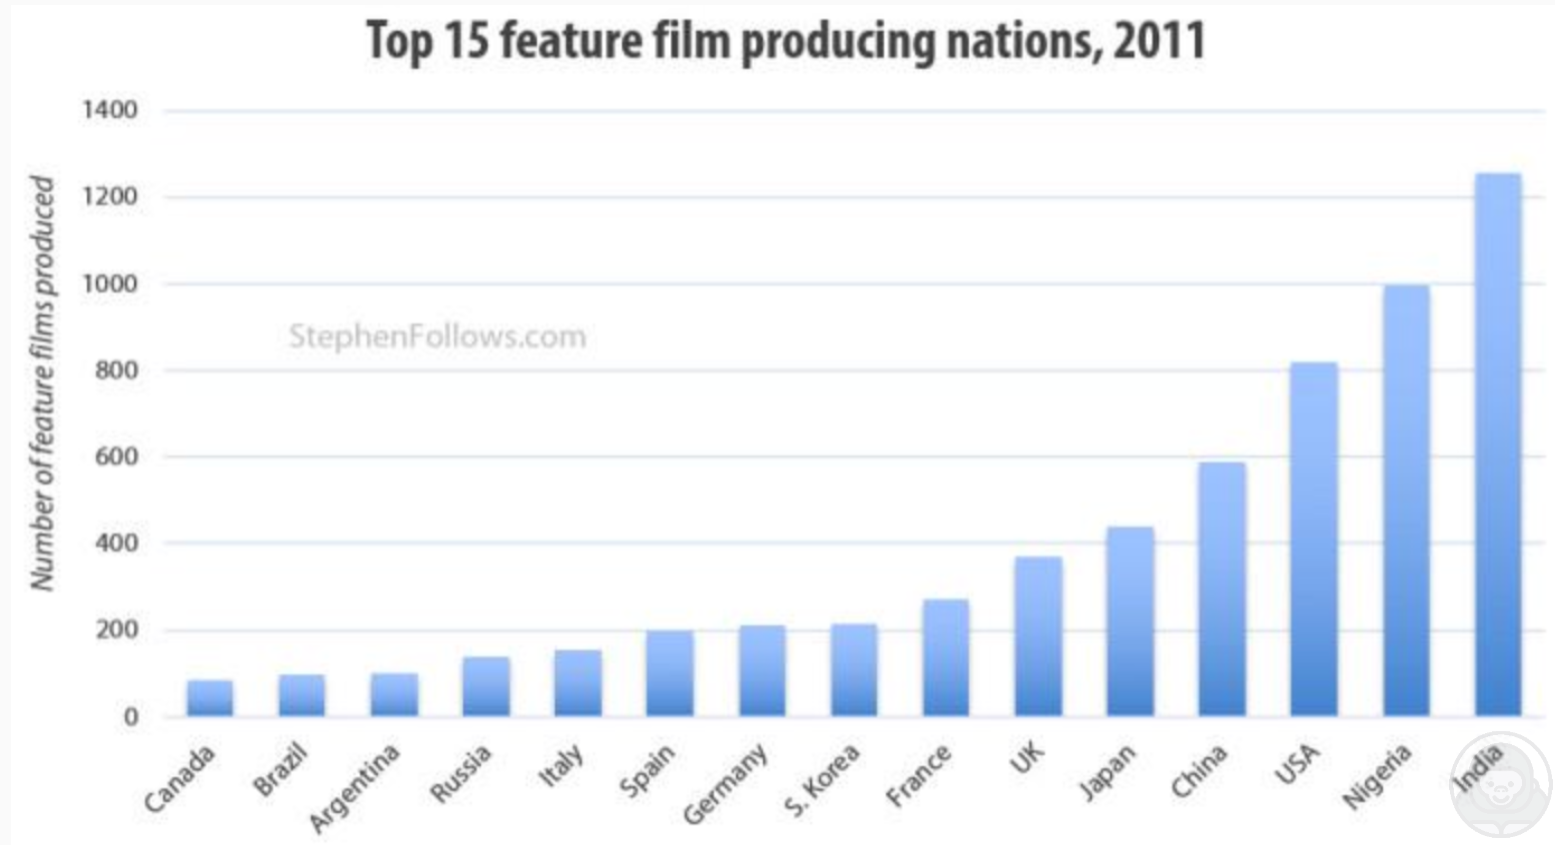 Top 15 feature film producing nations, 2011
Number of feature films produced
1400
1200
1000
800
600
400
200
0
StephenFollows.com
Canada
Brazil
Argentina
Russia
Italy
Spain
Germany
S. Korea
France
UK
Japan
China
USA
Nigeria
India